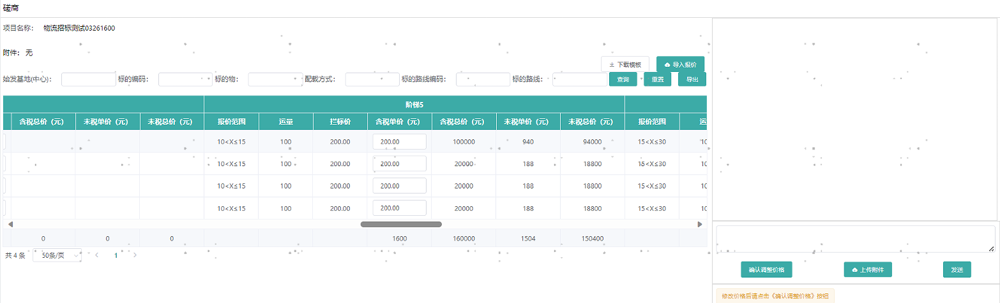 磋商
项目名称： 物流招标测试03261600
附件： 无
下载模板 导入报价
始发基地(中心)： 标的编码： 标的物： 配载方式： 标的路线编码： 标的路线： 查询 重置 导出
阶梯5
含税总价（元） 未税单价（元） 未税总价（元） 报价范围 运量 拦标价 含税单价（元） 含税总价（元） 未税单价（元） 未税总价（元） 报价范围 运
10<X≤15 100 200.00 200.00 100000 940 94000 15<X≤30 10
10<X≤15 100 200.00 200.00 20000 188 18800 15<X≤30 10
10<X≤15 100 200.00 200.00 20000 188 18800 15<X≤30 10
10<X≤15 100 200.00 200.00 20000 188 18800 15<X≤30 10
0 0 0 1600 160000 1504 150400
共 4 条 50条/页 1
确认调整价格 上传附件 发送
修改价格后请点击《确认调整价格》按钮